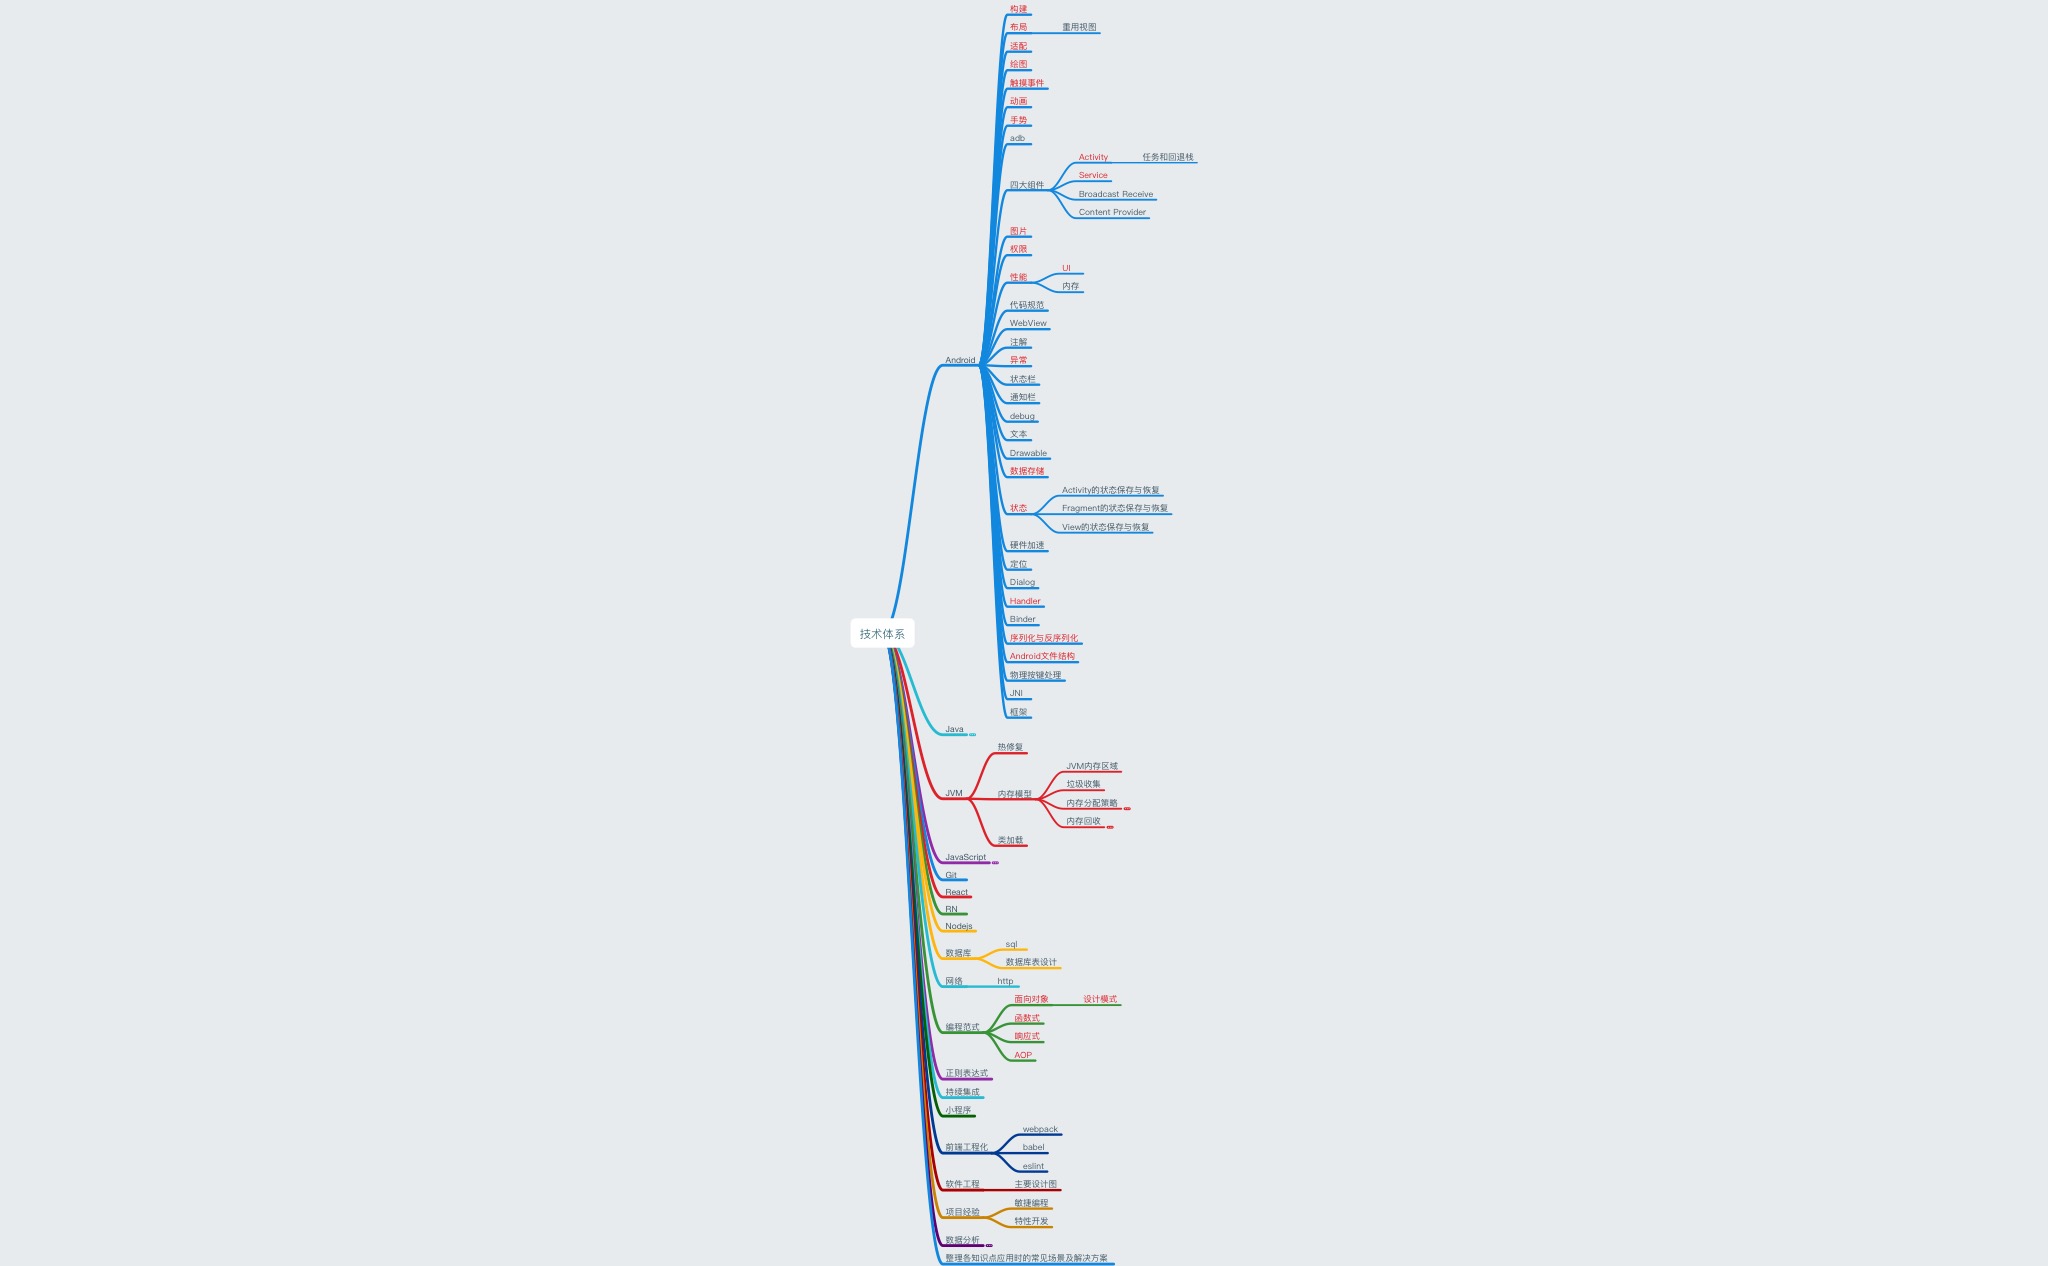 构建
布局
重用视图
适配
绘图
触摸事件
动画
手势
adb
Activity
任务和回退栈
Service
四大组件
Broadcast Receive
Content Provider
图片
权限
UI
性能
内存
代码规范
WebView
注解
Android
异常
状态栏
通知栏
debug
文本
Drawable
数据存储
Activity的状态保存与恢复
状态
Fragment的状态保存与恢复
View的状态保存与恢复
硬件加速
定位
Dialog
Handler
Binder
技术体系
序列化与反序列化
Android文件结构
物理按键处理
JNI
框架
Java
热修复
JVM内存区域
垃圾收集
JVM
内存模型
内存分配策略
内存回收
类加载
JavaScript
Git
React
RN
Nodejs
sql
数据库
数据库表设计
网络
http
面向对象
设计模式
函数式
编程范式
响应式
AOP
正则表达式
持续集成
小程序
webpack
前端工程化
babel
eslint
软件工程
主要设计图
敏捷编程
项目经验
特性开发
数据分析
整理各知识点应用时的常见场景及解决方案